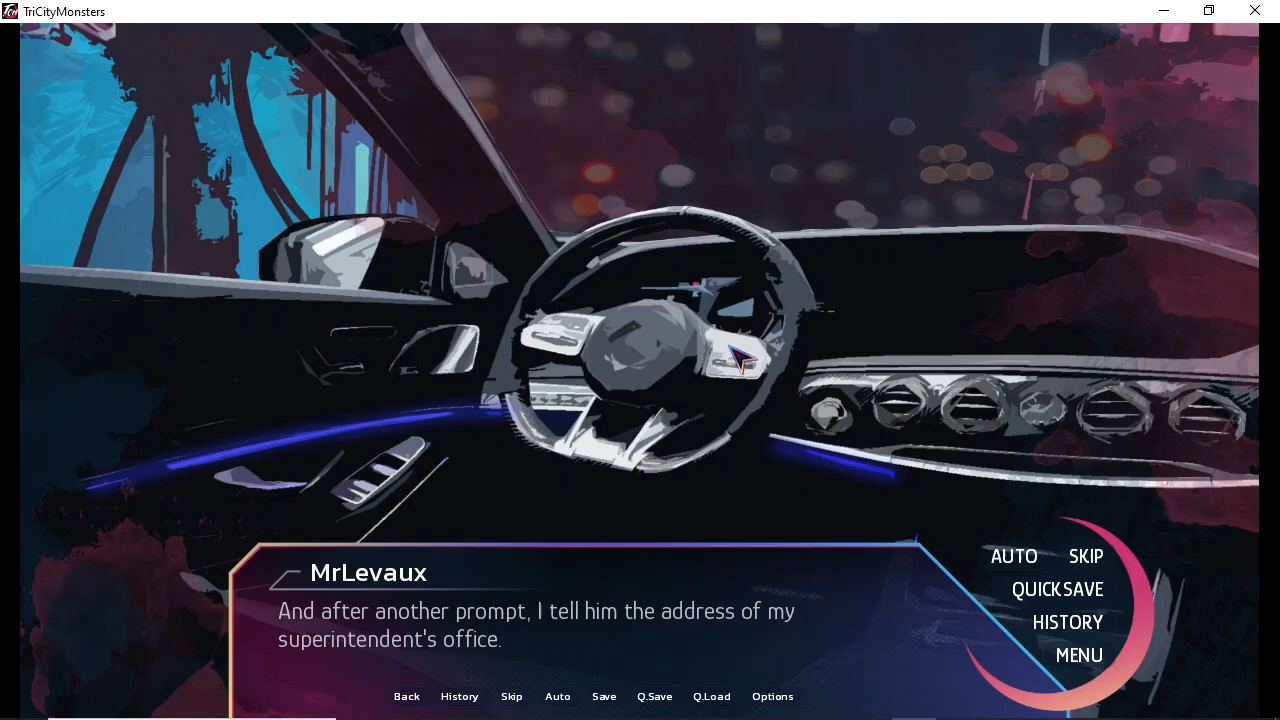 TriCityMonsters
AUTO SKIP
QUICKSAVE
HISTORY
MENU
MrLevaux
And after another prompt, I tell him the address of my
superintendent's office.
Back History Skip Auto Save Q.Save Q.Load Options